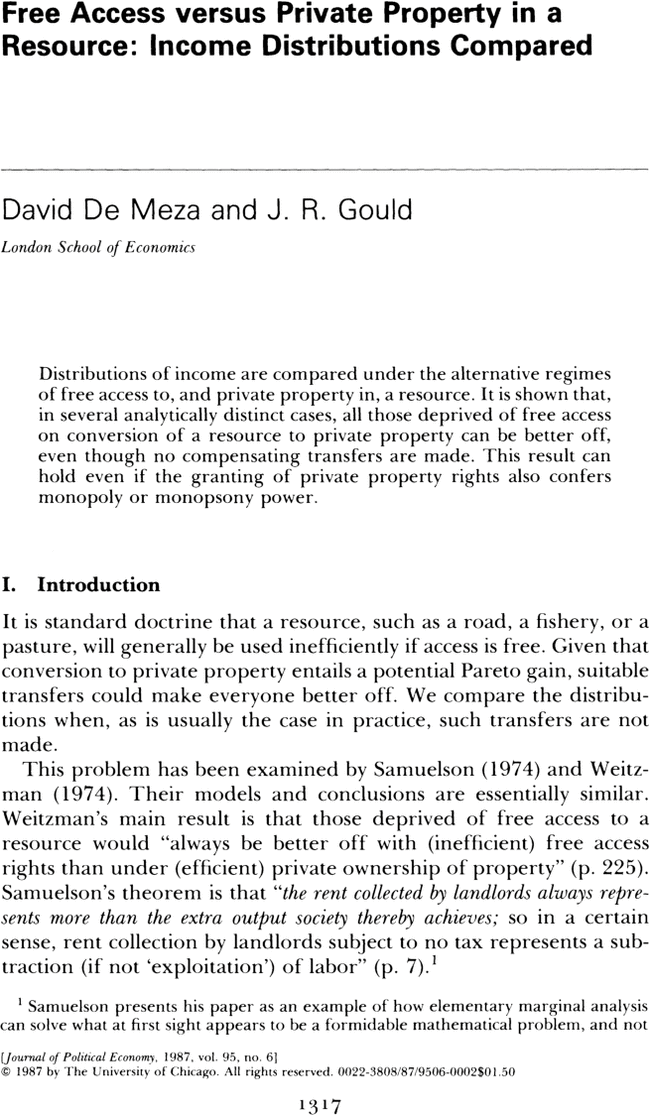 Free Access versus Private Property in a
Resource: Income Distributions Compared
David De Meza and J. R. Gould
London School of Economics
Distributions of income are compared under the alternative regimes
of free access to, and private property in, a resource. It is shown that,
in several analytically distinct cases, all those deprived of free access
on conversion of a resource to private property can be better off,
even though no compensating transfers are made. This result can
hold even if the granting of private property rights also confers
monopoly or monopsony power.
I. Introduction
It is standard doctrine that a resource, such as a road, a fishery, or a
pasture, will generally be used inefficiently if access is free. Given that
conversion to private property entails a potential Pareto gain, suitable
transfers could make everyone better off. We compare the distribu-
tions when, as is usually the case in practice, such transfers are not
made.
This problem has been examined by Samuelson (1974) and Weitz-
man (1974). Their models and conclusions are essentially similar.
Weitzman's main result is that those deprived of free access to a
resource would "always be better off with (inefficient) free access
rights than under (efficient) private ownership of property" (p. 225).
Samuelson's theorem is that "the rent collected by landlords always repre-
sents more than the extra output society thereby achieves; so in a certain
sense, rent collection by landlords subject to no tax represents a sub-
traction (if not 'exploitation') of labor" (p. 7).¹
¹ Samuelson presents his paper as an example of how elementary marginal analysis
can solve what at first sight appears to be a formidable mathematical problem, and not
[Journal of Political Economy, 1987, vol. 95, no. 6]
© 1987 by The University of Chicago. All rights reserved. 0022-3808/87/9506-0002$01.50
1317